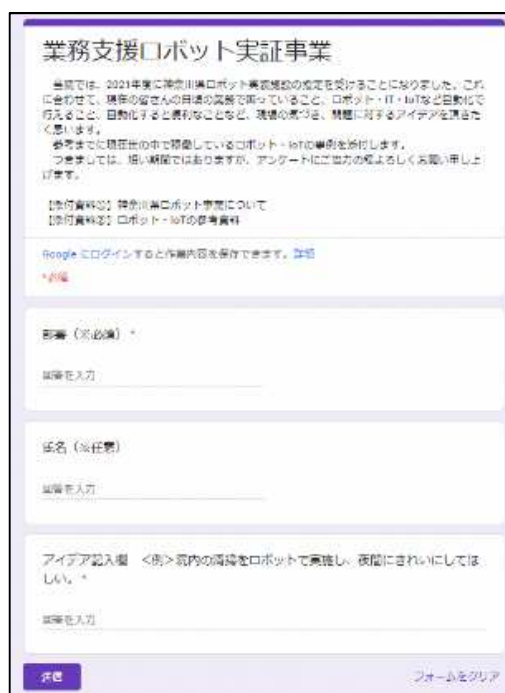 業務支援ロボット実証事業
当院では、2021年度に神奈川県ロボット実証施設の指定を受けることになりました。これ
に合わせて、現在の皆さんの日頃の業務で困っていること、ロボット・IT・IoTなど自動化で
行えること、自動化すると便利なことなど、現場の気づき、問題に対するアイデアを頂きた
く思います。
参考までに現在世の中で稼働しているロボット・IoTの事例を添付します。
つきましては、短い期間ではありますが、アンケートにご協力の程よろしくお願い申し上
げます。
【添付資料①】神奈川県ロボット事業について
【添付資料②】ロボット・IoTの参考資料
Google にログインすると作業内容を保存できます。詳細
*必須
部署（※必須） *
回答を入力
氏名（※任意）
回答を入力
アイデア記入欄 ＜例＞院内の清掃をロボットで実施し、夜間にきれいにしてほ
しい。 *
回答を入力
送信
フォームをクリア